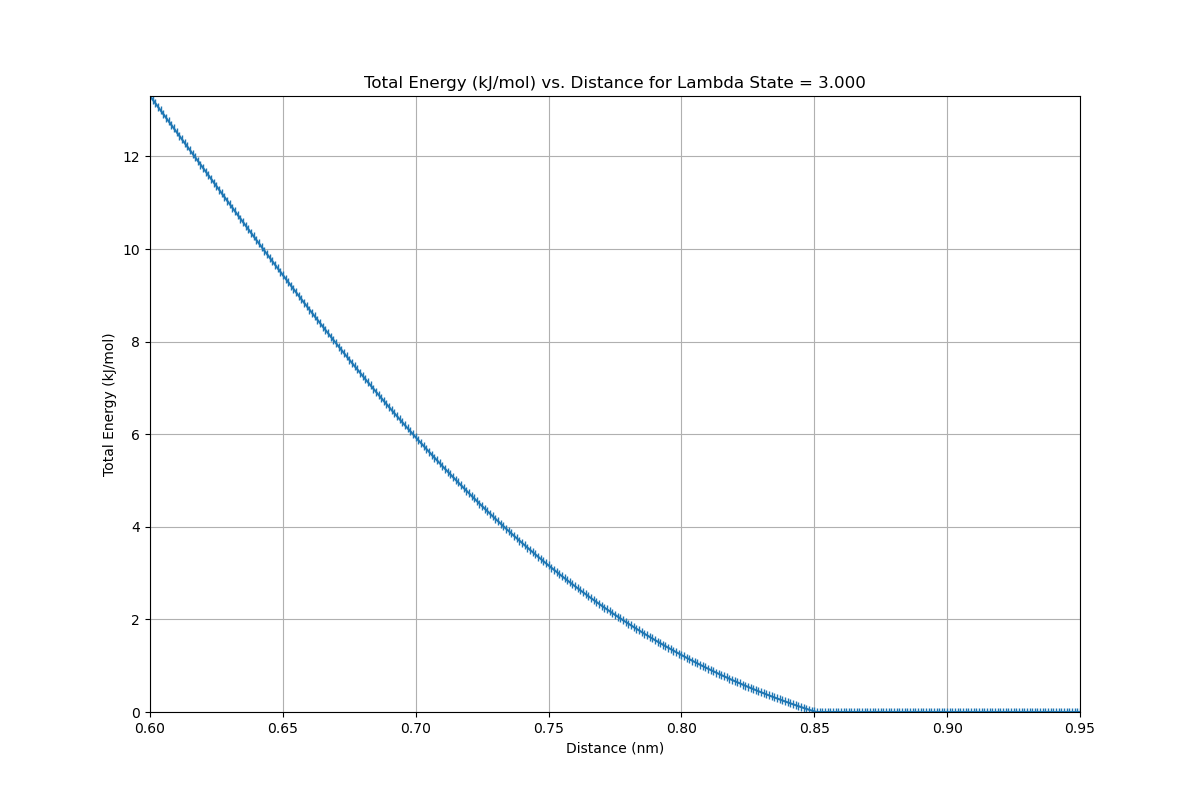 Total Energy (kJ/mol) vs. Distance for Lambda State = 3.000
12
10
8
6
4
2
0
Total Energy (kJ/mol)
0.60 0.65 0.70 0.75 0.80 0.85 0.90 0.95
Distance (nm)